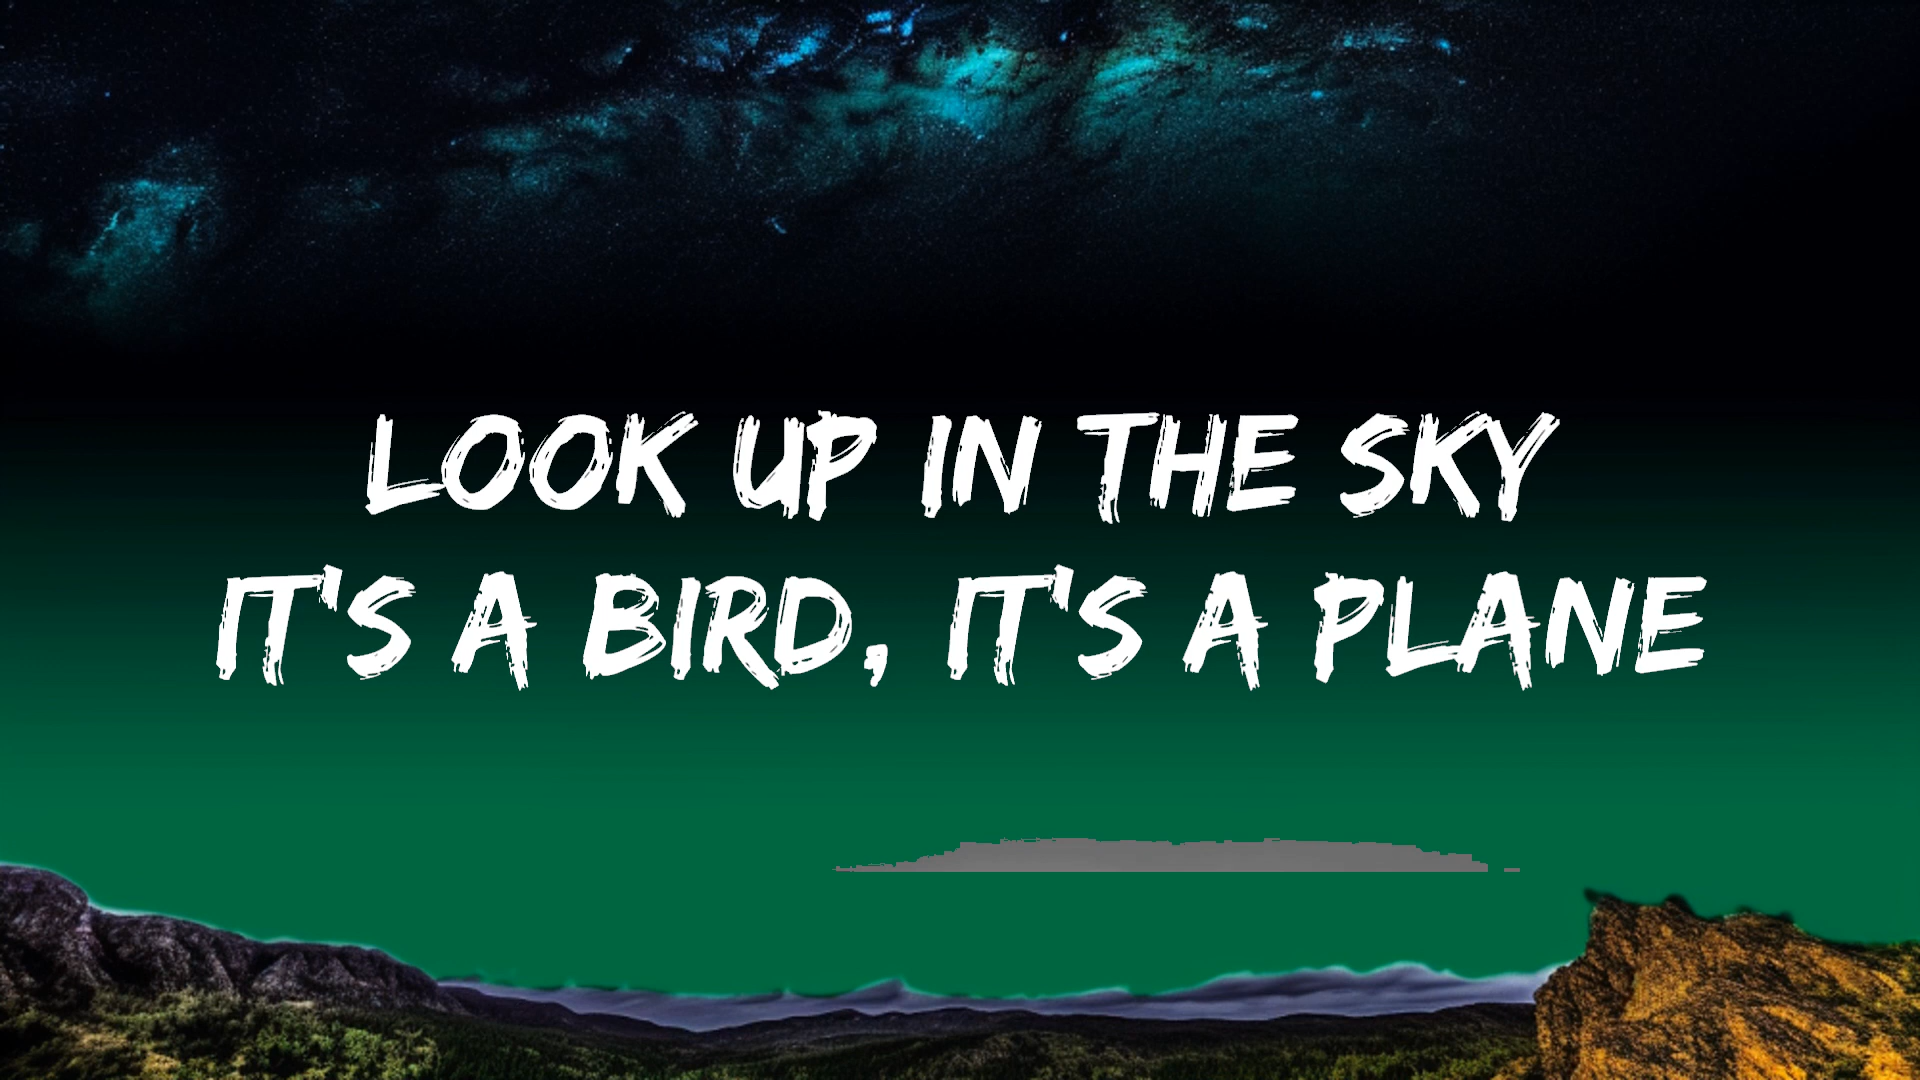 LOOK UP IN THE SKY
IT'S A BIRD, IT'S A PLANE